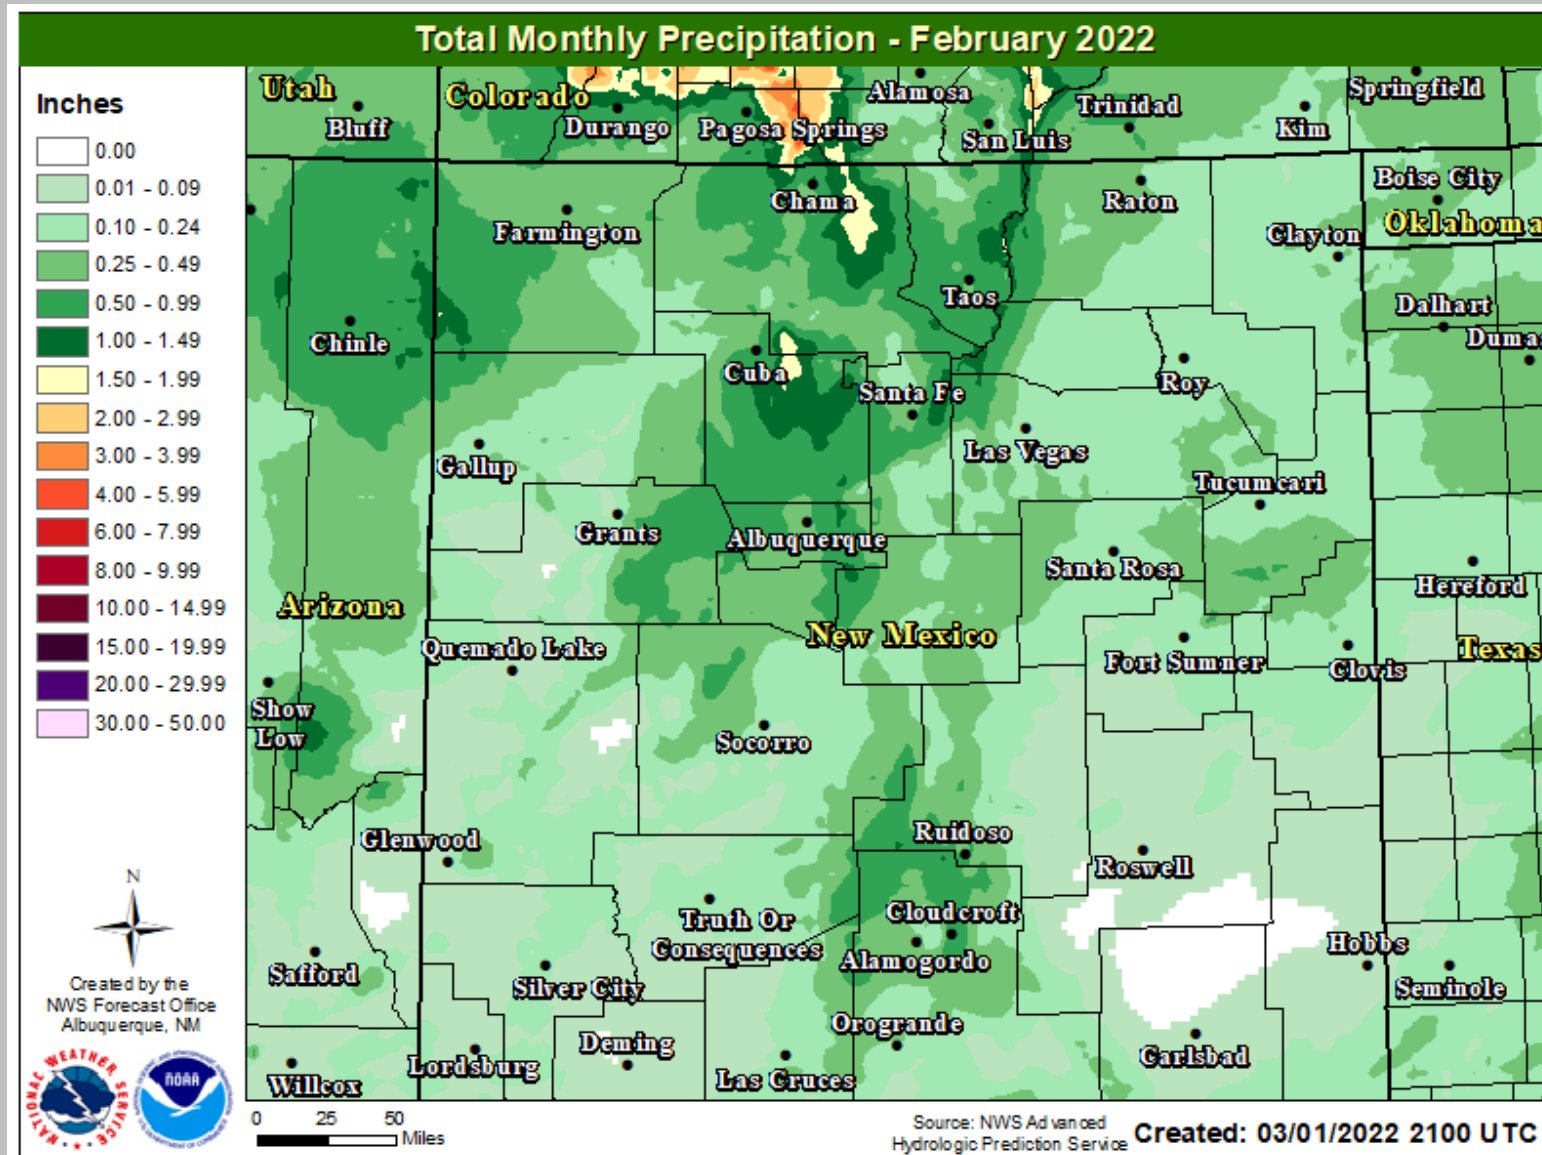 Total Monthly Precipitation - February 2022
Inches
0.00
0.01 - 0.09
0.10 - 0.24
0.25 - 0.49
0.50 - 0.99
1.00 - 1.49
1.50 - 1.99
2.00 - 2.99
3.00 - 3.99
4.00 - 5.99
6.00 - 7.99
8.00 - 9.99
10.00 - 14.99
15.00 - 19.99
20.00 - 29.99
30.00 - 50.00
Utah
Colorado
Bluff
Durango
Pagosa Springs
Alamosa
San Luis
Trinidad
Kim
Springfield
Farmington
Chama
Raton
Boise City
Oklahoma
Clayton
Taos
Dalhart
Chinle
Duma
Cuba
Santa Fe
Roy
Gallup
Las Vegas
Tucumcari
Grants
Albuquerque
Santa Rosa
Hereford
Arizona
New Mexico
Texas
Quemado Lake
Fort Sumner
Clovis
Show
Low
Socorro
Glenwood
Ruidoso
Roswell
Truth Or
Consequences
Cloudcroft
Alamogordo
Hobbs
Safford
Silver City
Seminole
Orogrande
Deming
Carlsbad
Willcox
Lordsburg
Las Cruces
N
Created by the
NWS Forecast Office
Albuquerque, NM
NATIONAL WEATHER SERVICE
NOAA
0 25 50
Miles
Source: NWS Advanced
Hydrologic Prediction Service
Created: 03/01/2022 2100 UTC